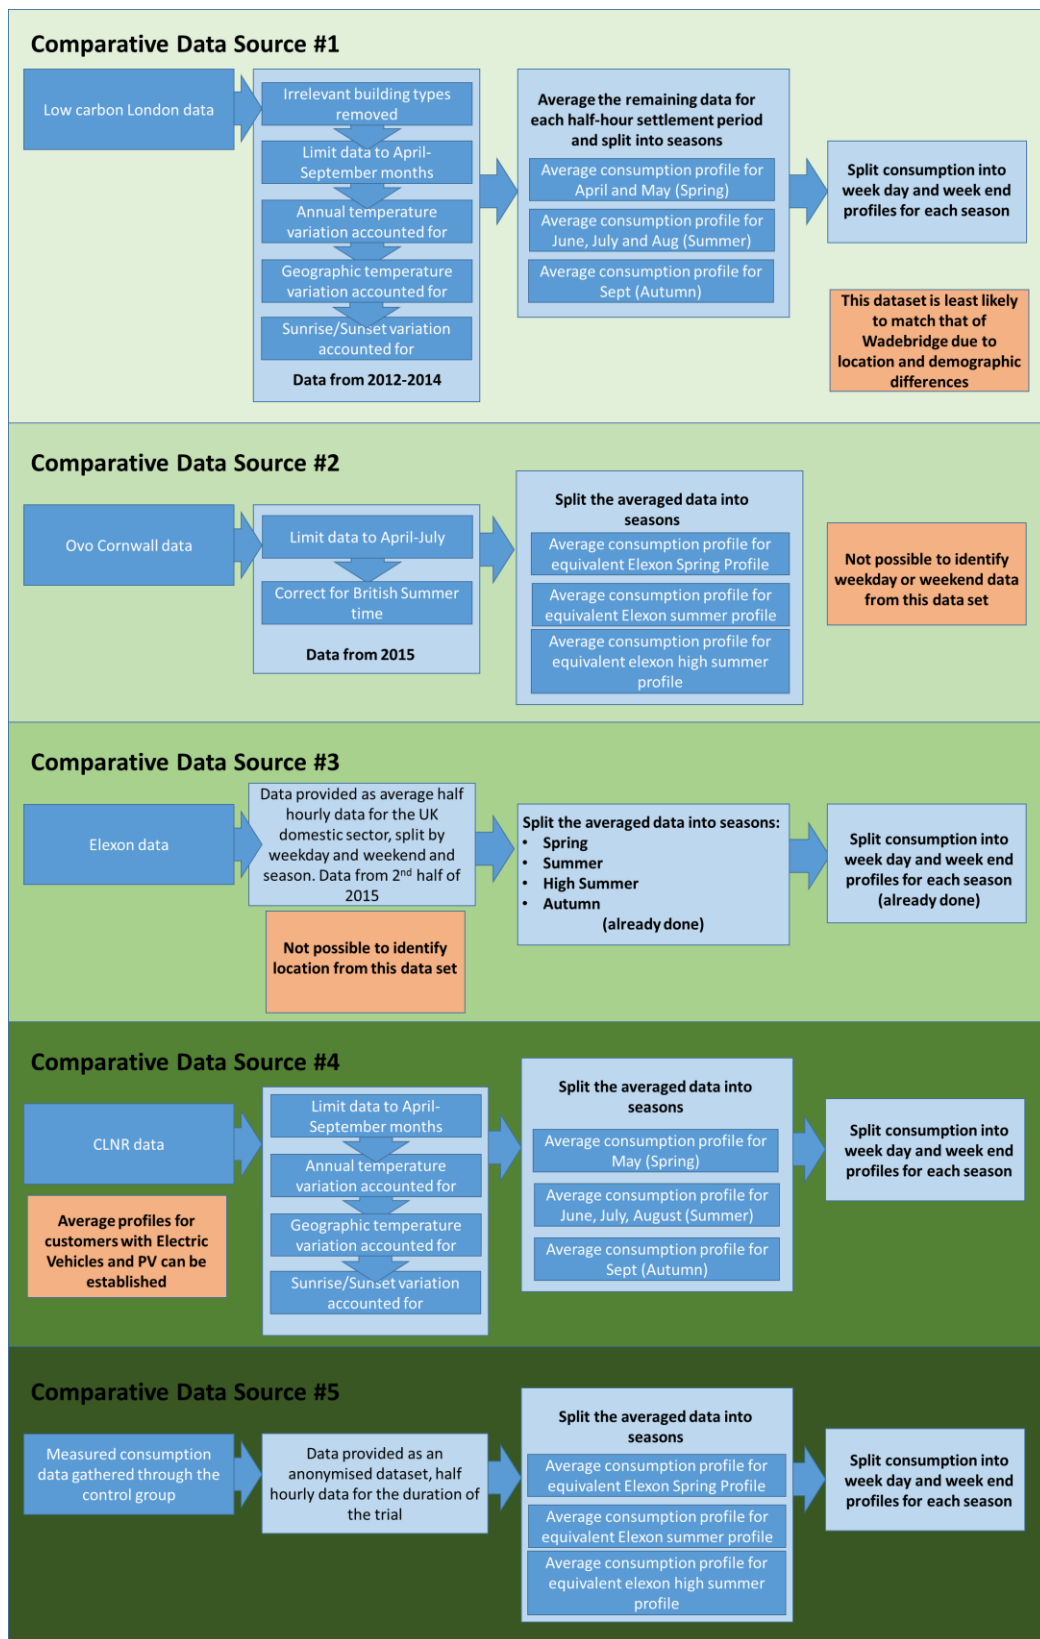 Comparative Data Source #1
Low carbon London data
Irrelevant building types
removed
Limit data to April-
September months
Annual temperature
variation accounted for
Geographic temperature
variation accounted for
Sunrise/Sunset variation
accounted for
Data from 2012-2014
Average the remaining data for
each half-hour settlement period
and split into seasons
Average consumption profile for
April and May (Spring)
Average consumption profile for
June, July and Aug (Summer)
Average consumption profile for
Sept (Autumn)
Split consumption into
week day and week end
profiles for each season
This dataset is least likely
to match that of
Wadebridge due to
location and demographic
differences
Comparative Data Source #2
Ovo Cornwall data
Limit data to April-July
Correct for British Summer
time
Data from 2015
Split the averaged data into
seasons
Average consumption profile for
equivalent Elexon Spring Profile
Average consumption profile for
equivalent Elexon summer profile
Average consumption profile for
equivalent elexon high summer
profile
Not possible to identify
weekday or weekend data
from this data set
Comparative Data Source #3
Elexon data
Data provided as average half
hourly data for the UK
domestic sector, split by
weekday and weekend and
season. Data from 2nd half of
2015
Not possible to identify
location from this data set
Split the averaged data into seasons:
• Spring
• Summer
• High Summer
• Autumn
(already done)
Split consumption into
week day and week end
profiles for each season
(already done)
Comparative Data Source #4
CLNR data
Average profiles for
customers with Electric
Vehicles and PV can be
established
Limit data to April-
September months
Annual temperature
variation accounted for
Geographic temperature
variation accounted for
Sunrise/Sunset variation
accounted for
Split the averaged data into
seasons
Average consumption profile for
May (Spring)
Average consumption profile for
June, July, August (Summer)
Average consumption profile for
Sept (Autumn)
Split consumption into
week day and week end
profiles for each season
Comparative Data Source #5
Measured consumption
data gathered through the
control group
Data provided as an
anonymised dataset, half
hourly data for the duration of
the trial
Split the averaged data into
seasons
Average consumption profile for
equivalent Elexon Spring Profile
Average consumption profile for
equivalent Elexon summer profile
Average consumption profile for
equivalent elexon high summer
profile
Split consumption into
week day and week end
profiles for each season